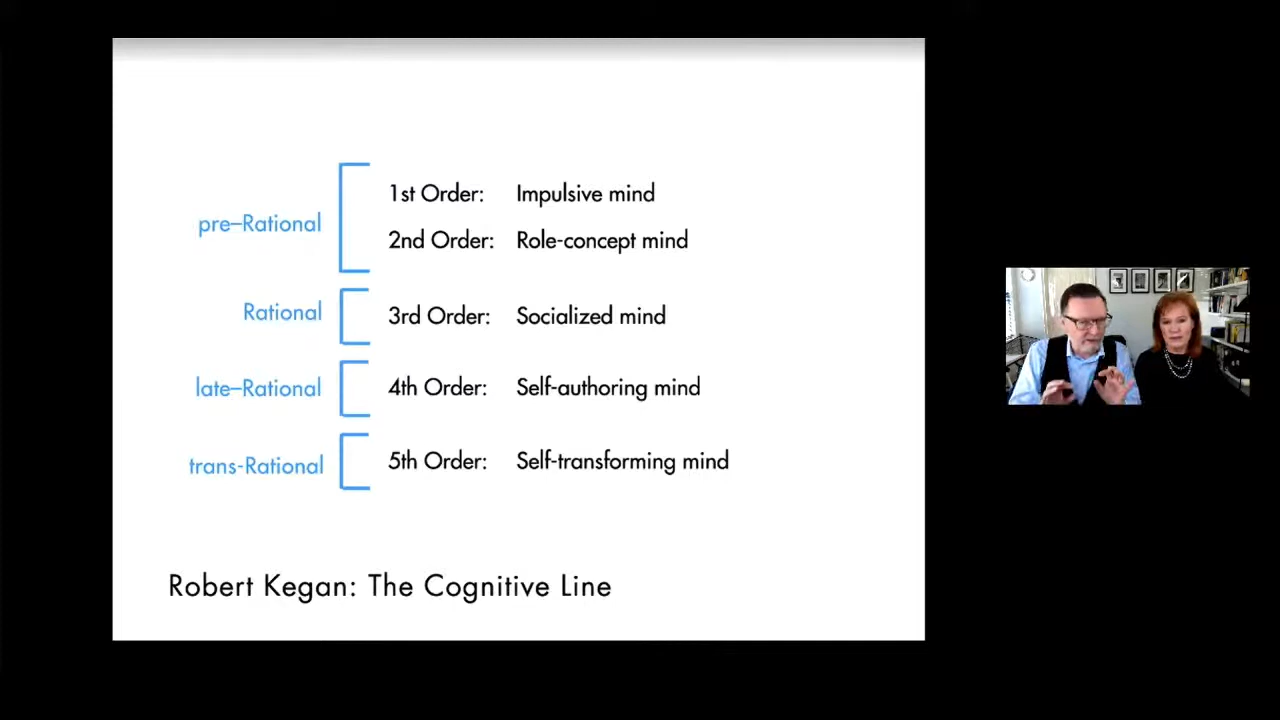 pre–Rational
1st Order: Impulsive mind
2nd Order: Role-concept mind
Rational
3rd Order: Socialized mind
late–Rational
4th Order: Self-authoring mind
trans-Rational
5th Order: Self-transforming mind
Robert Kegan: The Cognitive Line